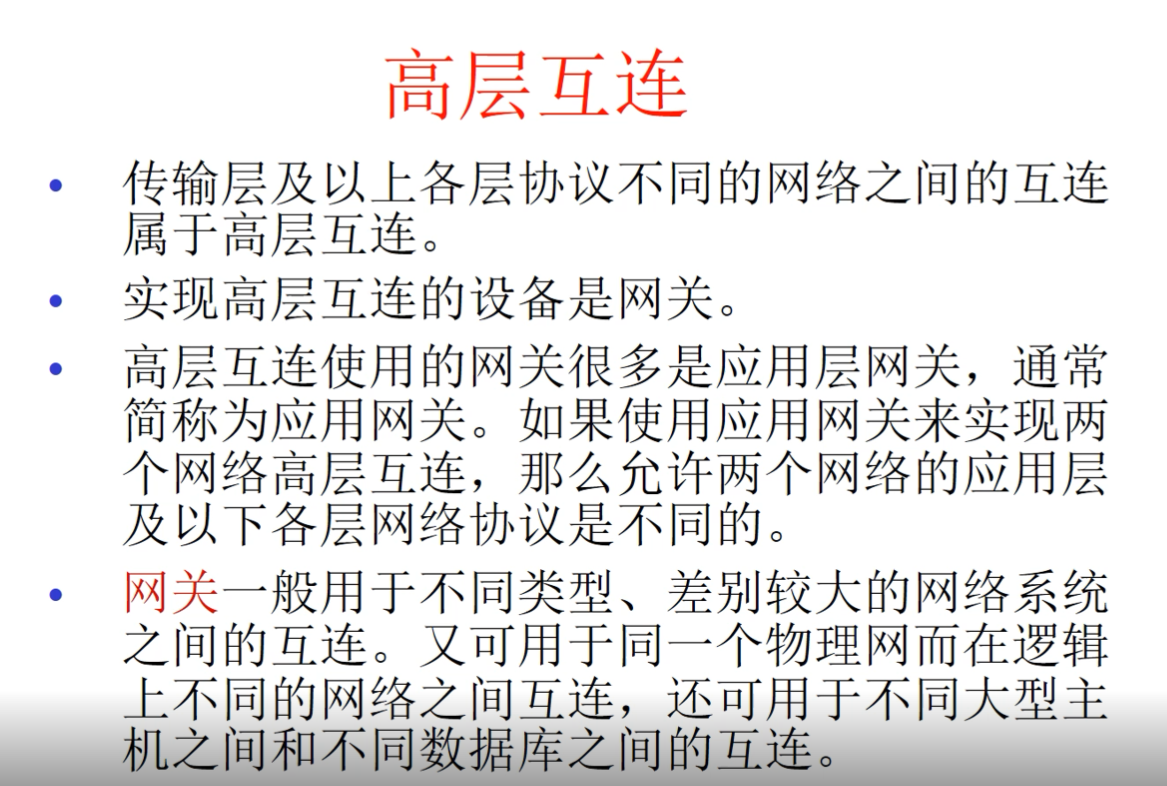 高层互连
• 传输层及以上各层协议不同的网络之间的互连
属于高层互连。
• 实现高层互连的设备是网关。
• 高层互连使用的网关很多是应用层网关，通常
简称为应用网关。如果使用应用网关来实现两
个网络高层互连，那么允许两个网络的应用层
及以下各层网络协议是不同的。
• 网关一般用于不同类型、差别较大的网络系统
之间的互连。又可用于同一个物理网而在逻辑
上不同的网络之间互连，还可用于不同大型主
机之间和不同数据库之间的互连。